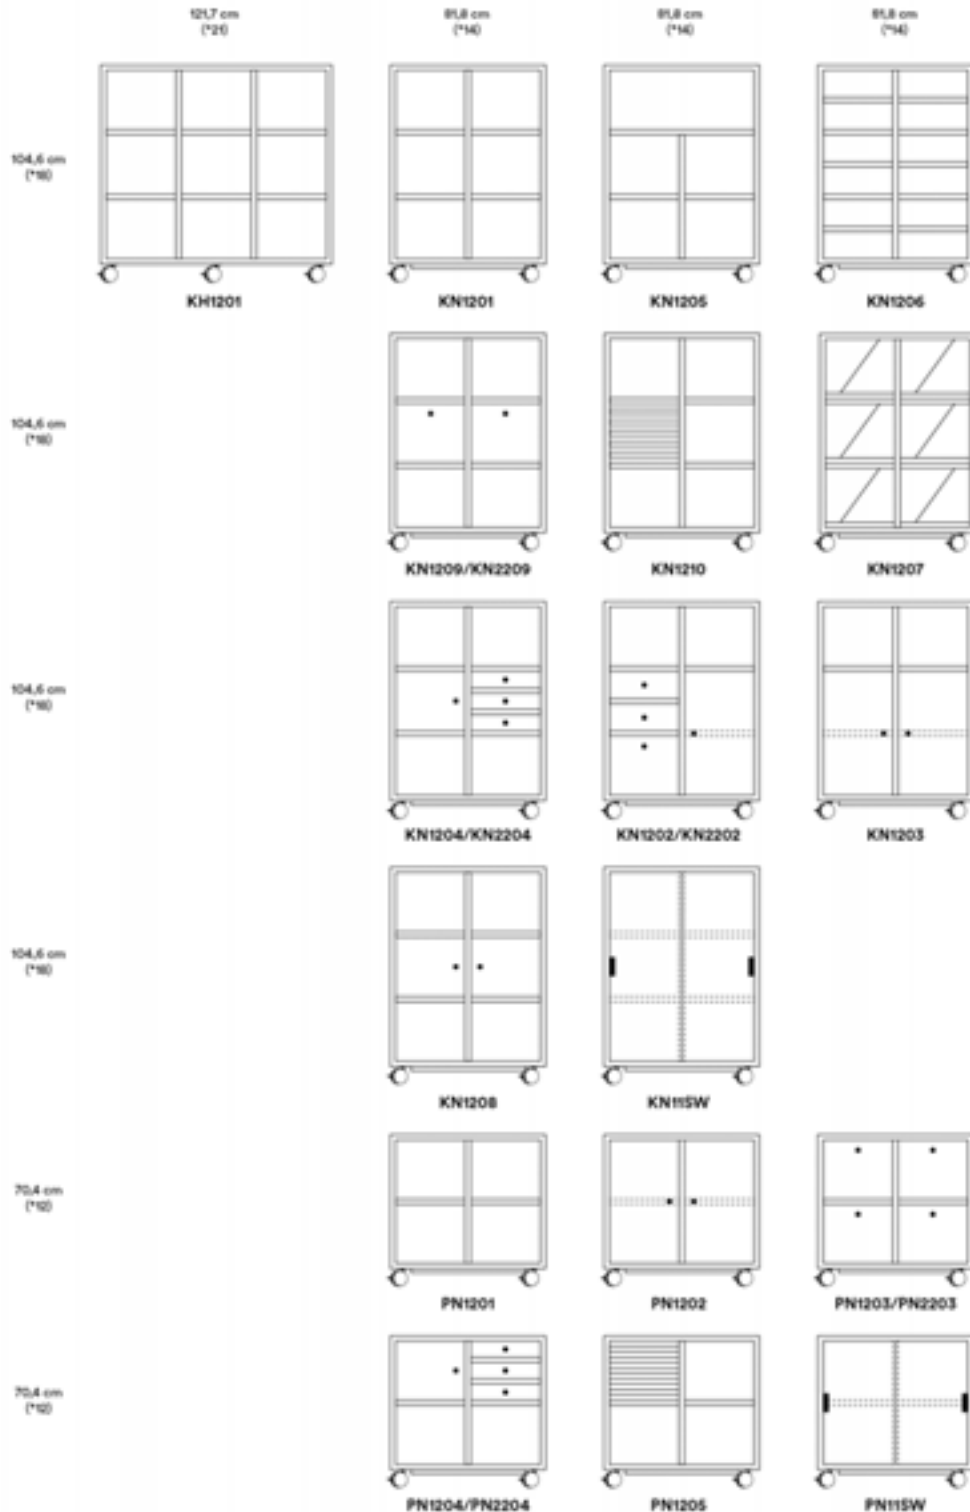 121,7 cm
(*21)
81,8 cm
(*14)
81,8 cm
(*14)
81,8 cm
(*14)
104,6 cm
(*18)
KH1201
KN1201
KN1205
KN1206
104,6 cm
(*18)
KN1209/KN2209
KN1210
KN1207
104,6 cm
(*18)
KN1204/KN2204
KN1202/KN2202
KN1203
104,6 cm
(*18)
KN1208
KN11SW
70,4 cm
(*12)
PN1201
PN1202
PN1203/PN2203
70,4 cm
(*12)
PN1204/PN2204
PN1205
PN11SW